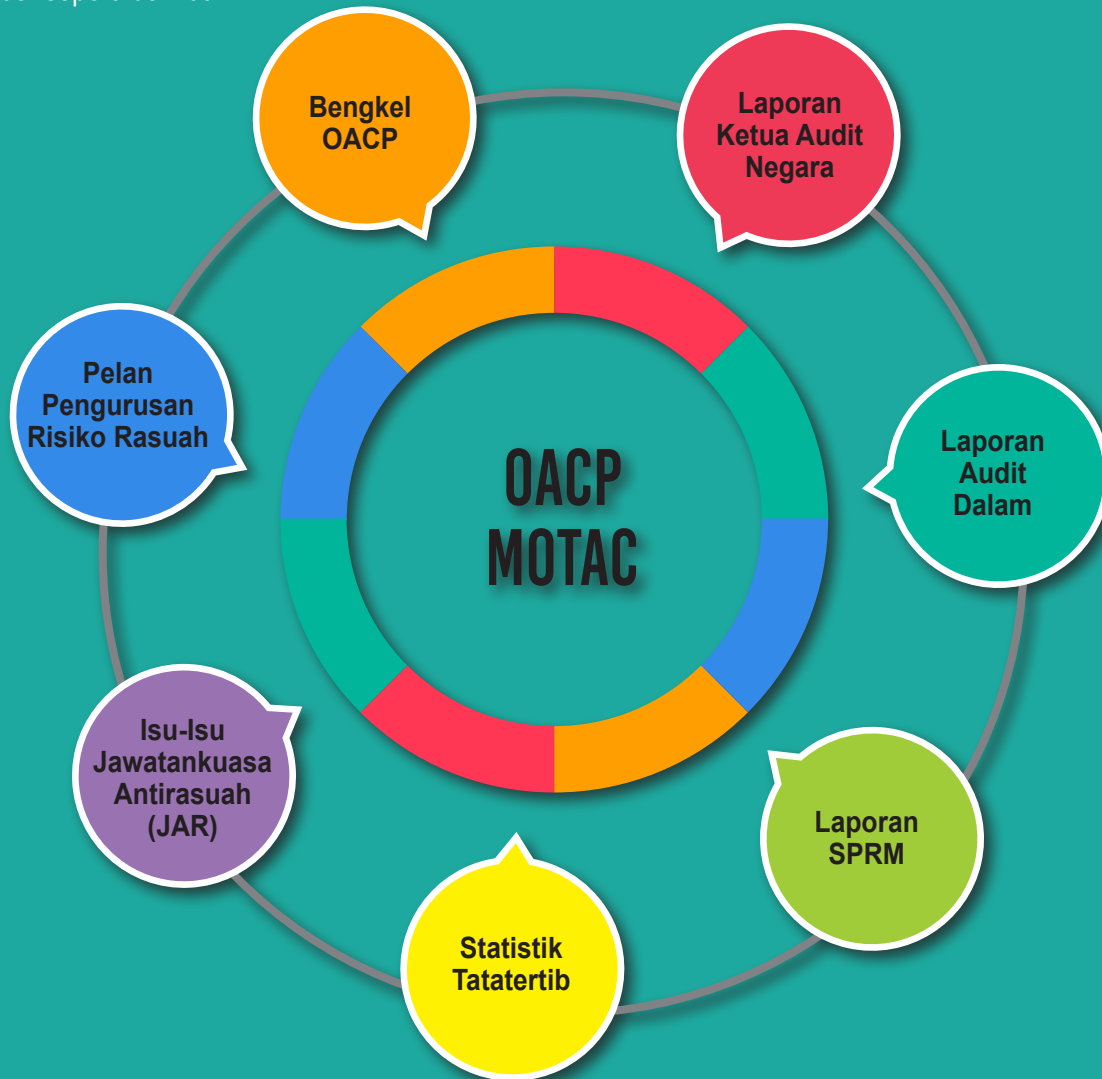 Bengkel
OACP
Laporan
Ketua Audit
Negara
Pelan
Pengurusan
Risiko Rasuah
Laporan
Audit
Dalam
OACP
MOTAC
Isu-Isu
Jawatankuasa
Antirasuah
(JAR)
Laporan
SPRM
Statistik
Tatatertib